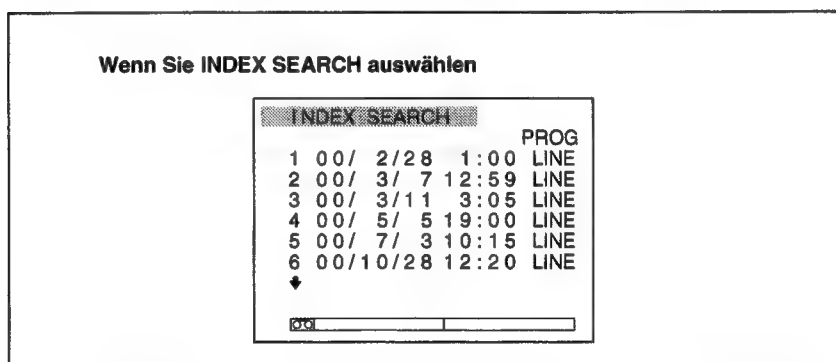 Wenn Sie INDEX SEARCH auswählen
INDEX SEARCH
PROG
1 00/ 2/28 1:00 LINE
2 00/ 3/ 7 12:59 LINE
3 00/ 3/11 3:05 LINE
4 00/ 5/ 5 19:00 LINE
5 00/ 7/ 3 10:15 LINE
6 00/10/28 12:20 LINE